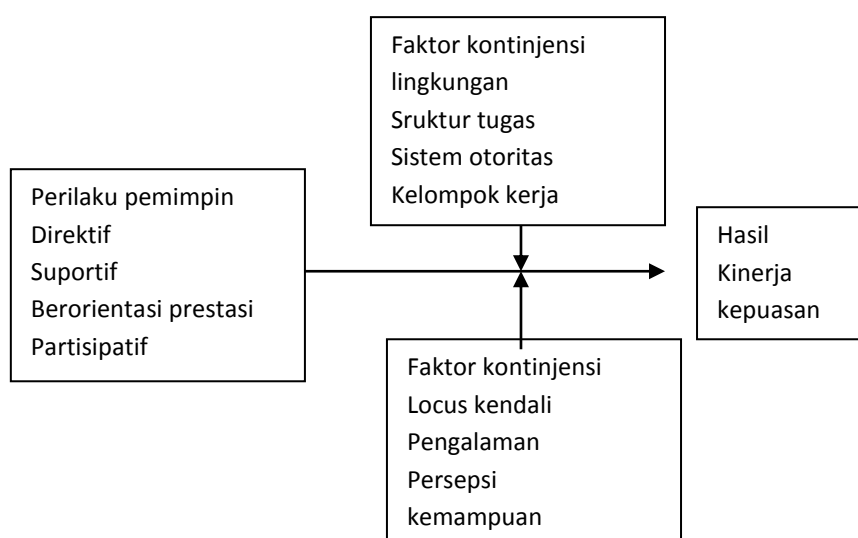 Faktor kontinjensi
lingkungan
Sruktur tugas
Sistem otoritas
Kelompok kerja
Perilaku pemimpin
Direktif
Suportif
Berorientasi prestasi
Partisipatif
Hasil
Kinerja
kepuasan
Faktor kontinjensi
Locus kendali
Pengalaman
Persepsi
kemampuan